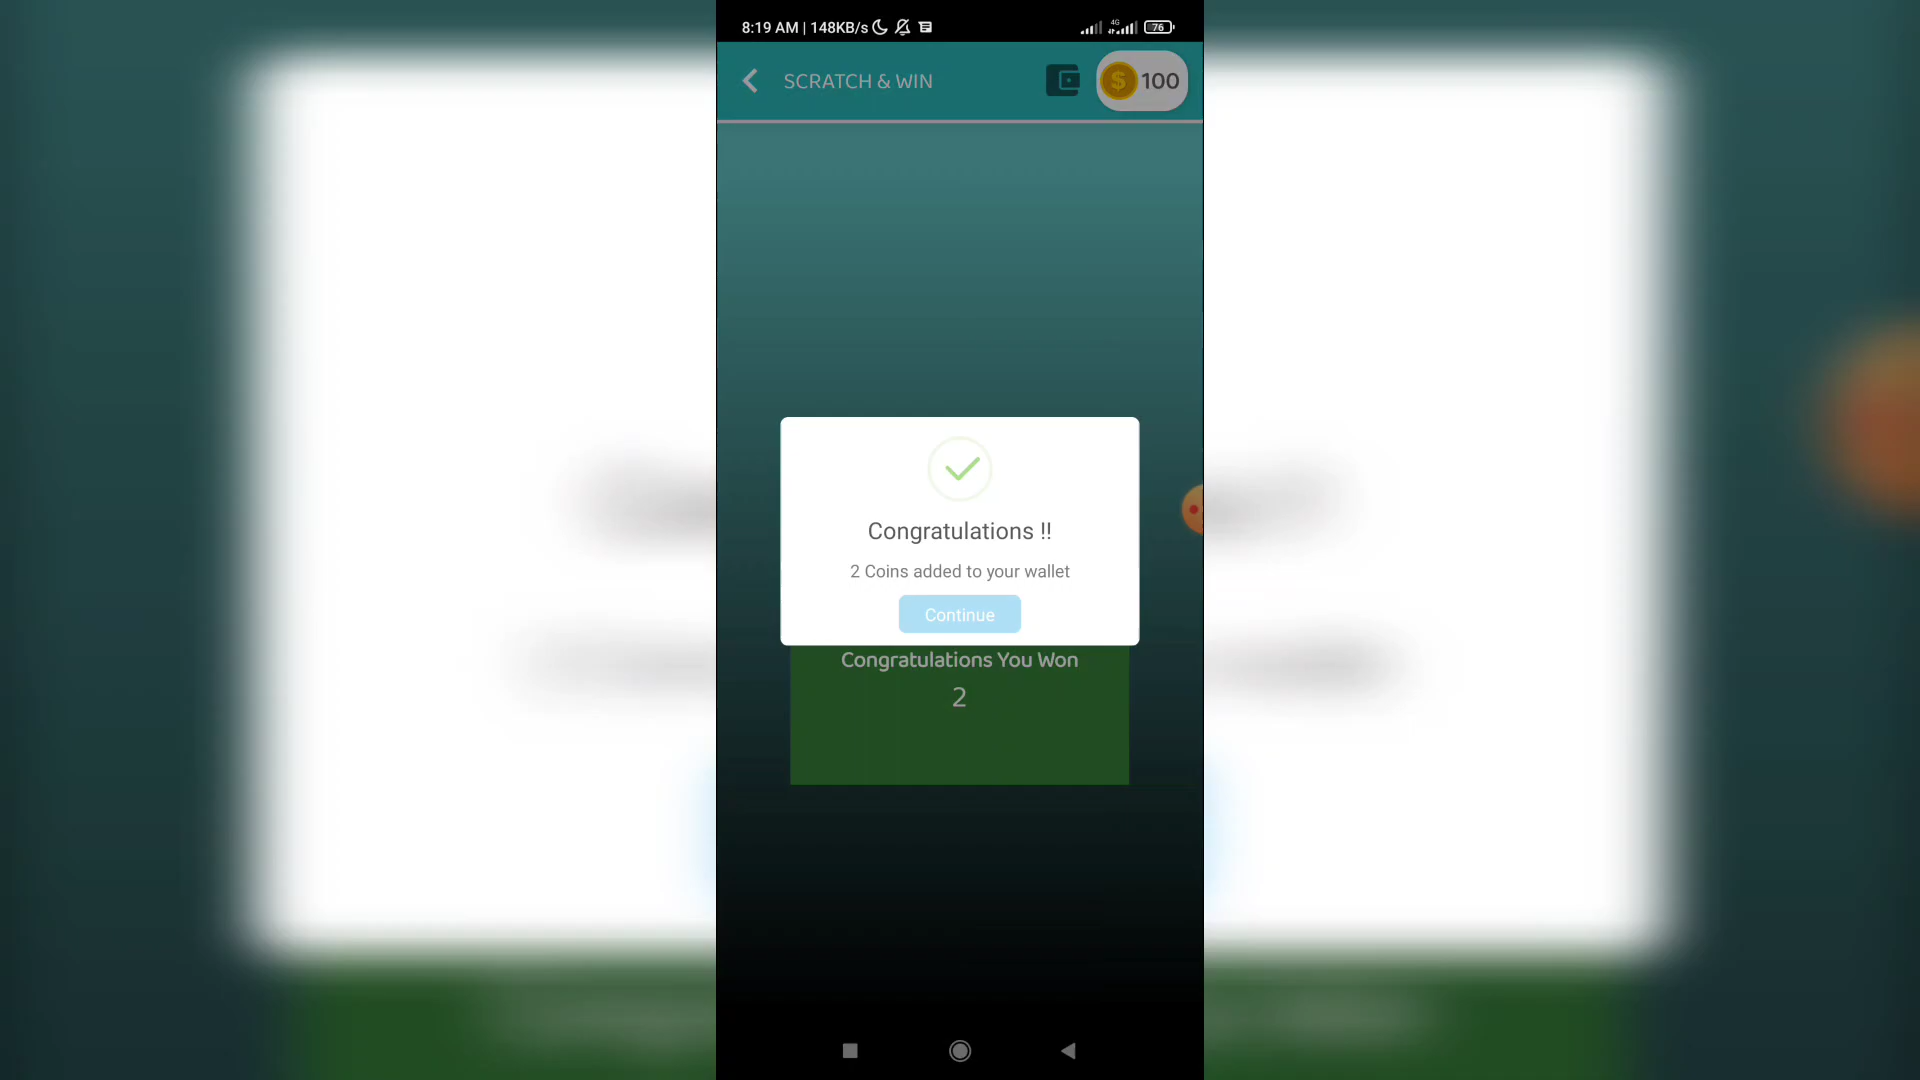 8:19 AM | 148KB/s 4G 76
SCRATCH & WIN $ 100
Congratulations !!
2 Coins added to your wallet
Continue
Congratulations You Won
2